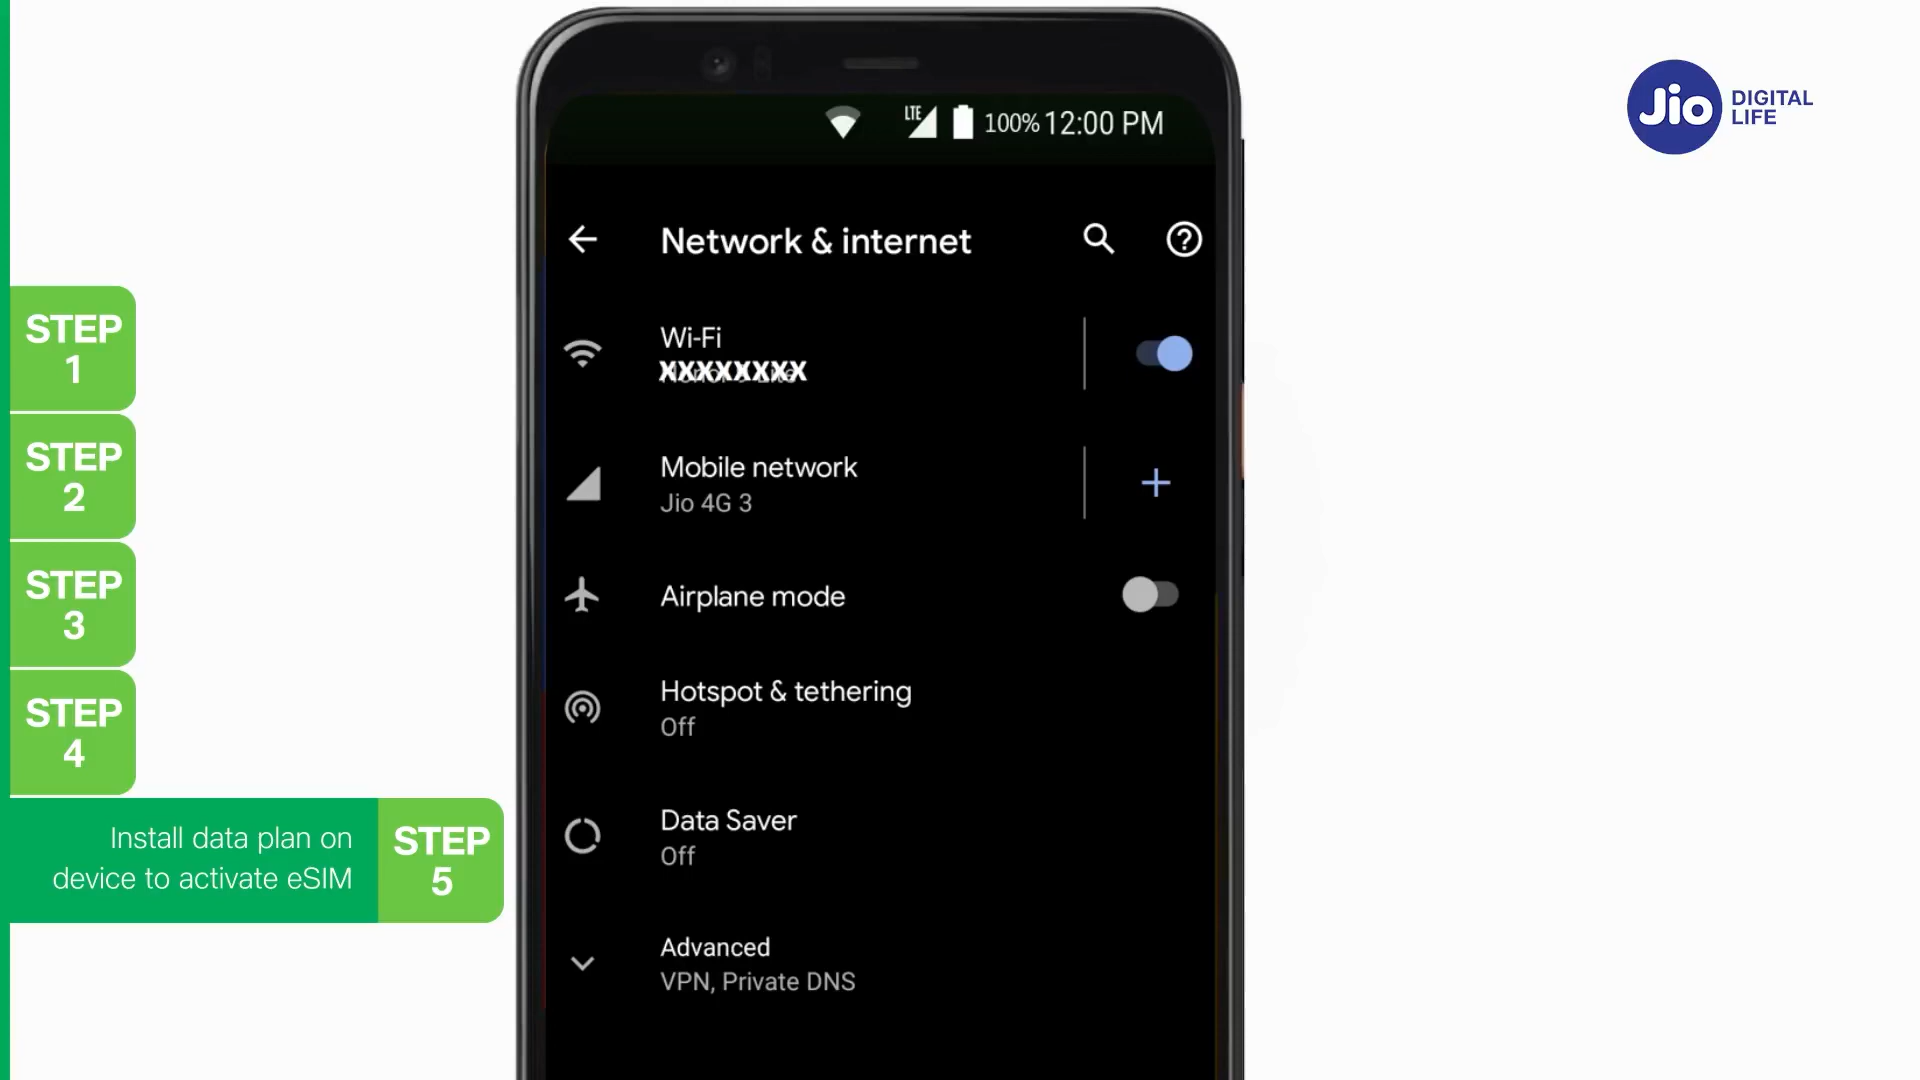 Jio DIGITAL
LIFE
LTE 100% 12:00 PM
Network & internet
Wi-Fi
XXXXXXXX
Mobile network
Jio 4G 3
Airplane mode
Hotspot & tethering
Off
Data Saver
Off
Advanced
VPN, Private DNS
STEP
1
STEP
2
STEP
3
STEP
4
Install data plan on
device to activate eSIM
STEP
5